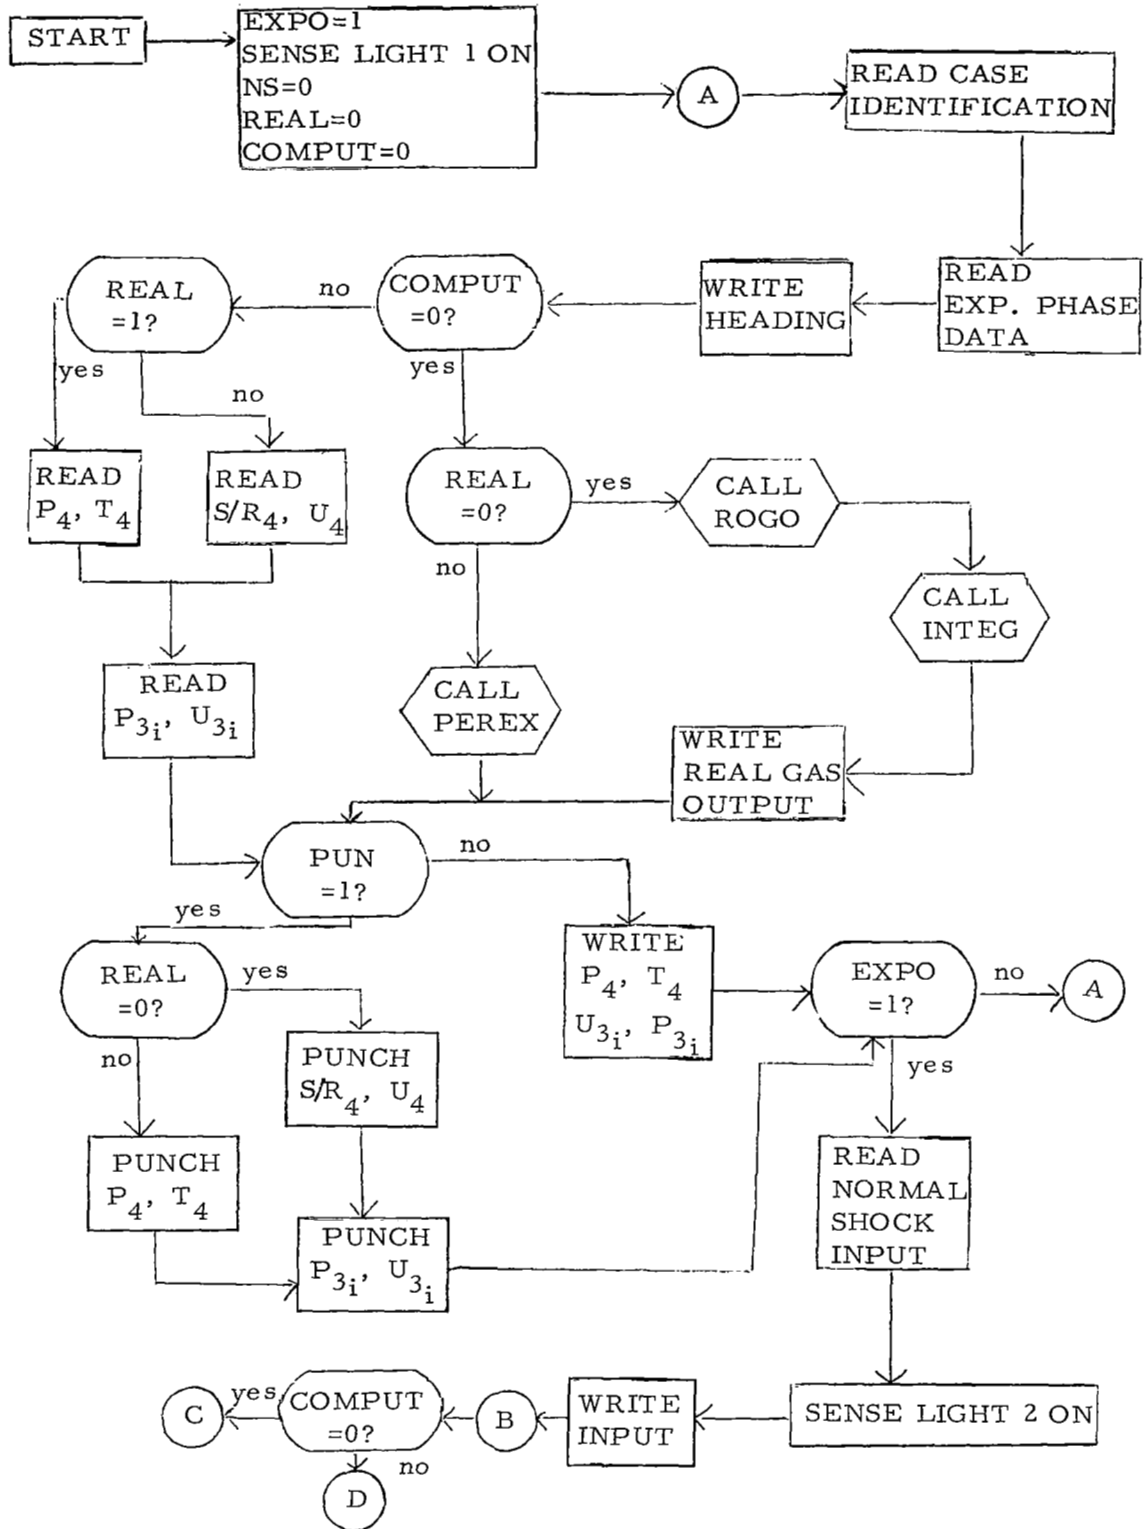 START
EXPO=1
SENSE LIGHT 1 ON
NS=0
REAL=0
COMPUT=0
A
READ CASE
IDENTIFICATION
READ
EXP. PHASE
DATA
WRITE
HEADING
COMPUT
=0?
no
yes
REAL
=1?
yes
no
READ
P4, T4
READ
S/R4, U4
READ
P3i, U3i
REAL
=0?
yes
no
CALL
ROGO
CALL
INTEG
CALL
PEREX
WRITE
REAL GAS
OUTPUT
PUN
=1?
no
yes
REAL
=0?
yes
no
PUNCH
S/R4, U4
PUNCH
P4, T4
PUNCH
P3i, U3i
WRITE
P4, T4
U3i, P3i
EXPO
=1?
no
A
yes
READ
NORMAL
SHOCK
INPUT
SENSE LIGHT 2 ON
WRITE
INPUT
B
COMPUT
=0?
yes
C
no
D